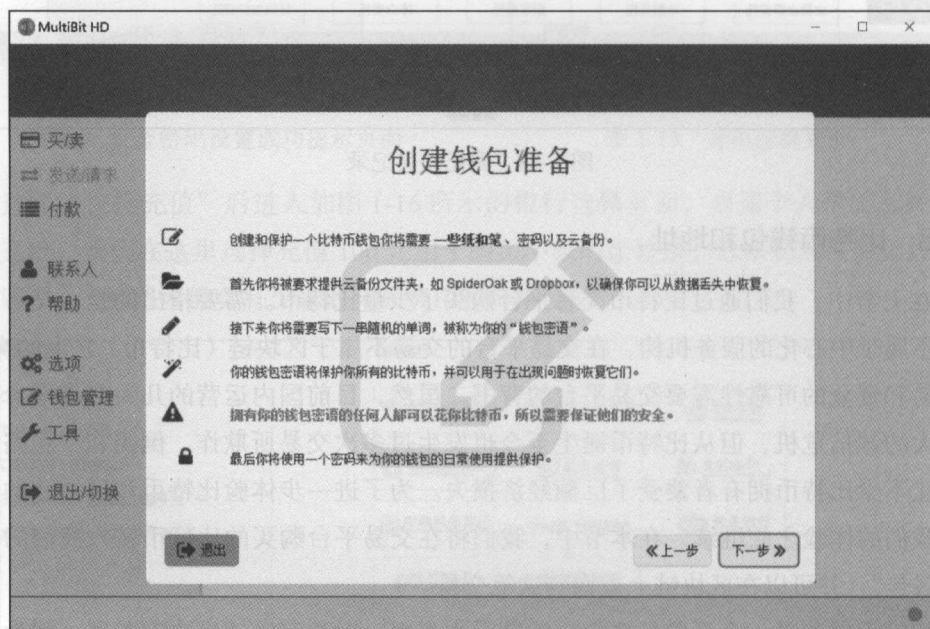 MultiBit HD
买/卖
发送/请求
付款
联系人
帮助
选项
钱包管理
工具
退出/切换
创建钱包准备
创建和保护一个比特币钱包你将需要一些纸和笔、密码以及云备份。
首先你将被要求提供云备份文件夹，如 SpiderOak 或 Dropbox，以确保你可以从数据丢失中恢复。
接下来你将需要写下一串随机的单词，被称为你的“钱包密语”。
你的钱包密语将保护你所有的比特币，并可以用于在出现问题时恢复它们。
拥有你的钱包密语的任何人都可以花你比特币，所以需要保证他们的安全。
最后你将使用一个密码来为你的钱包的日常使用提供保护。
退出
《上一步
下一步》